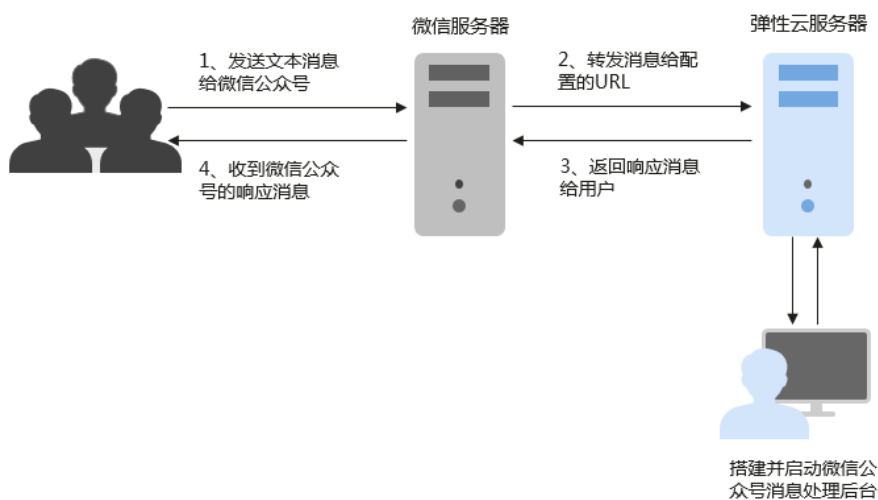 微信服务器
弹性云服务器
1、发送文本消息
给微信公众号
2、转发消息给配
置的URL
4、收到微信公众
号的响应消息
3、返回响应消息
给用户
搭建并启动微信公
众号消息处理后台